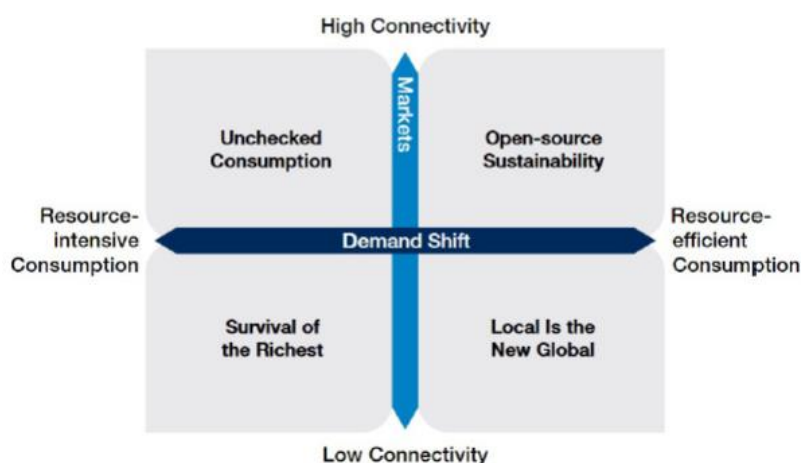 High Connectivity
Markets
Unchecked
Consumption
Open-source
Sustainability
Resource-
intensive
Consumption
Demand Shift
Resource-
efficient
Consumption
Survival of
the Richest
Local Is the
New Global
Low Connectivity